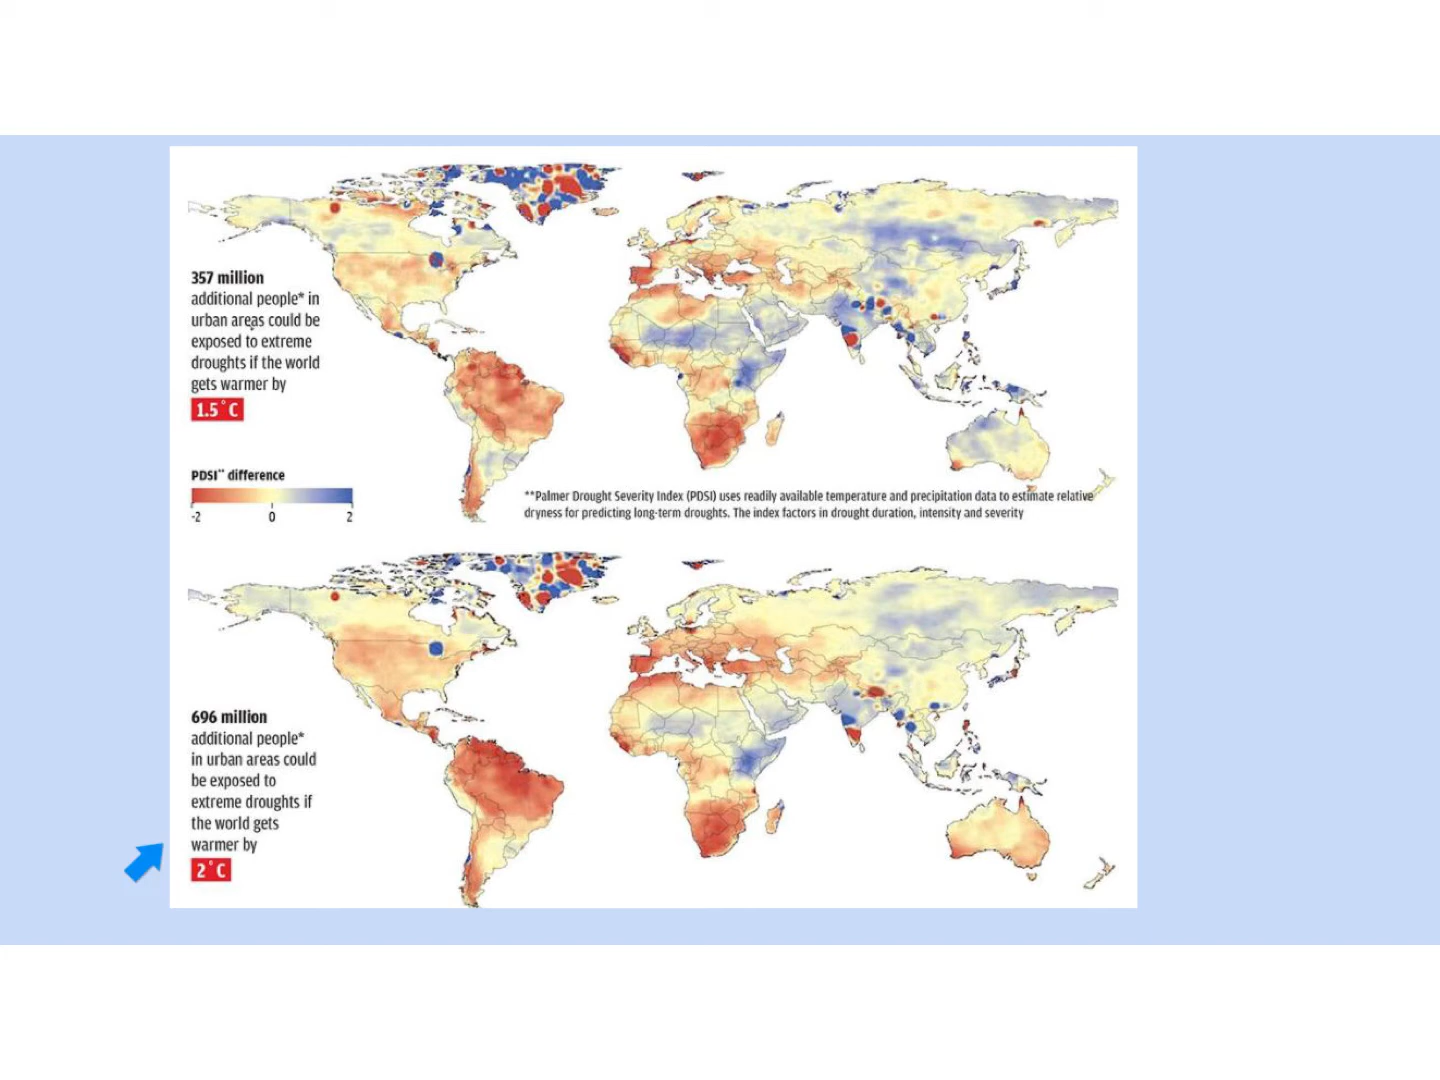 357 million
additional people* in
urban areas could be
exposed to extreme
droughts if the world
gets warmer by
1.5°C
PDSI** difference
-2 0 2
**Palmer Drought Severity Index (PDSI) uses readily available temperature and precipitation data to estimate relative
dryness for predicting long-term droughts. The index factors in drought duration, intensity and severity
696 million
additional people*
in urban areas could
be exposed to
extreme droughts if
the world gets
warmer by
2°C